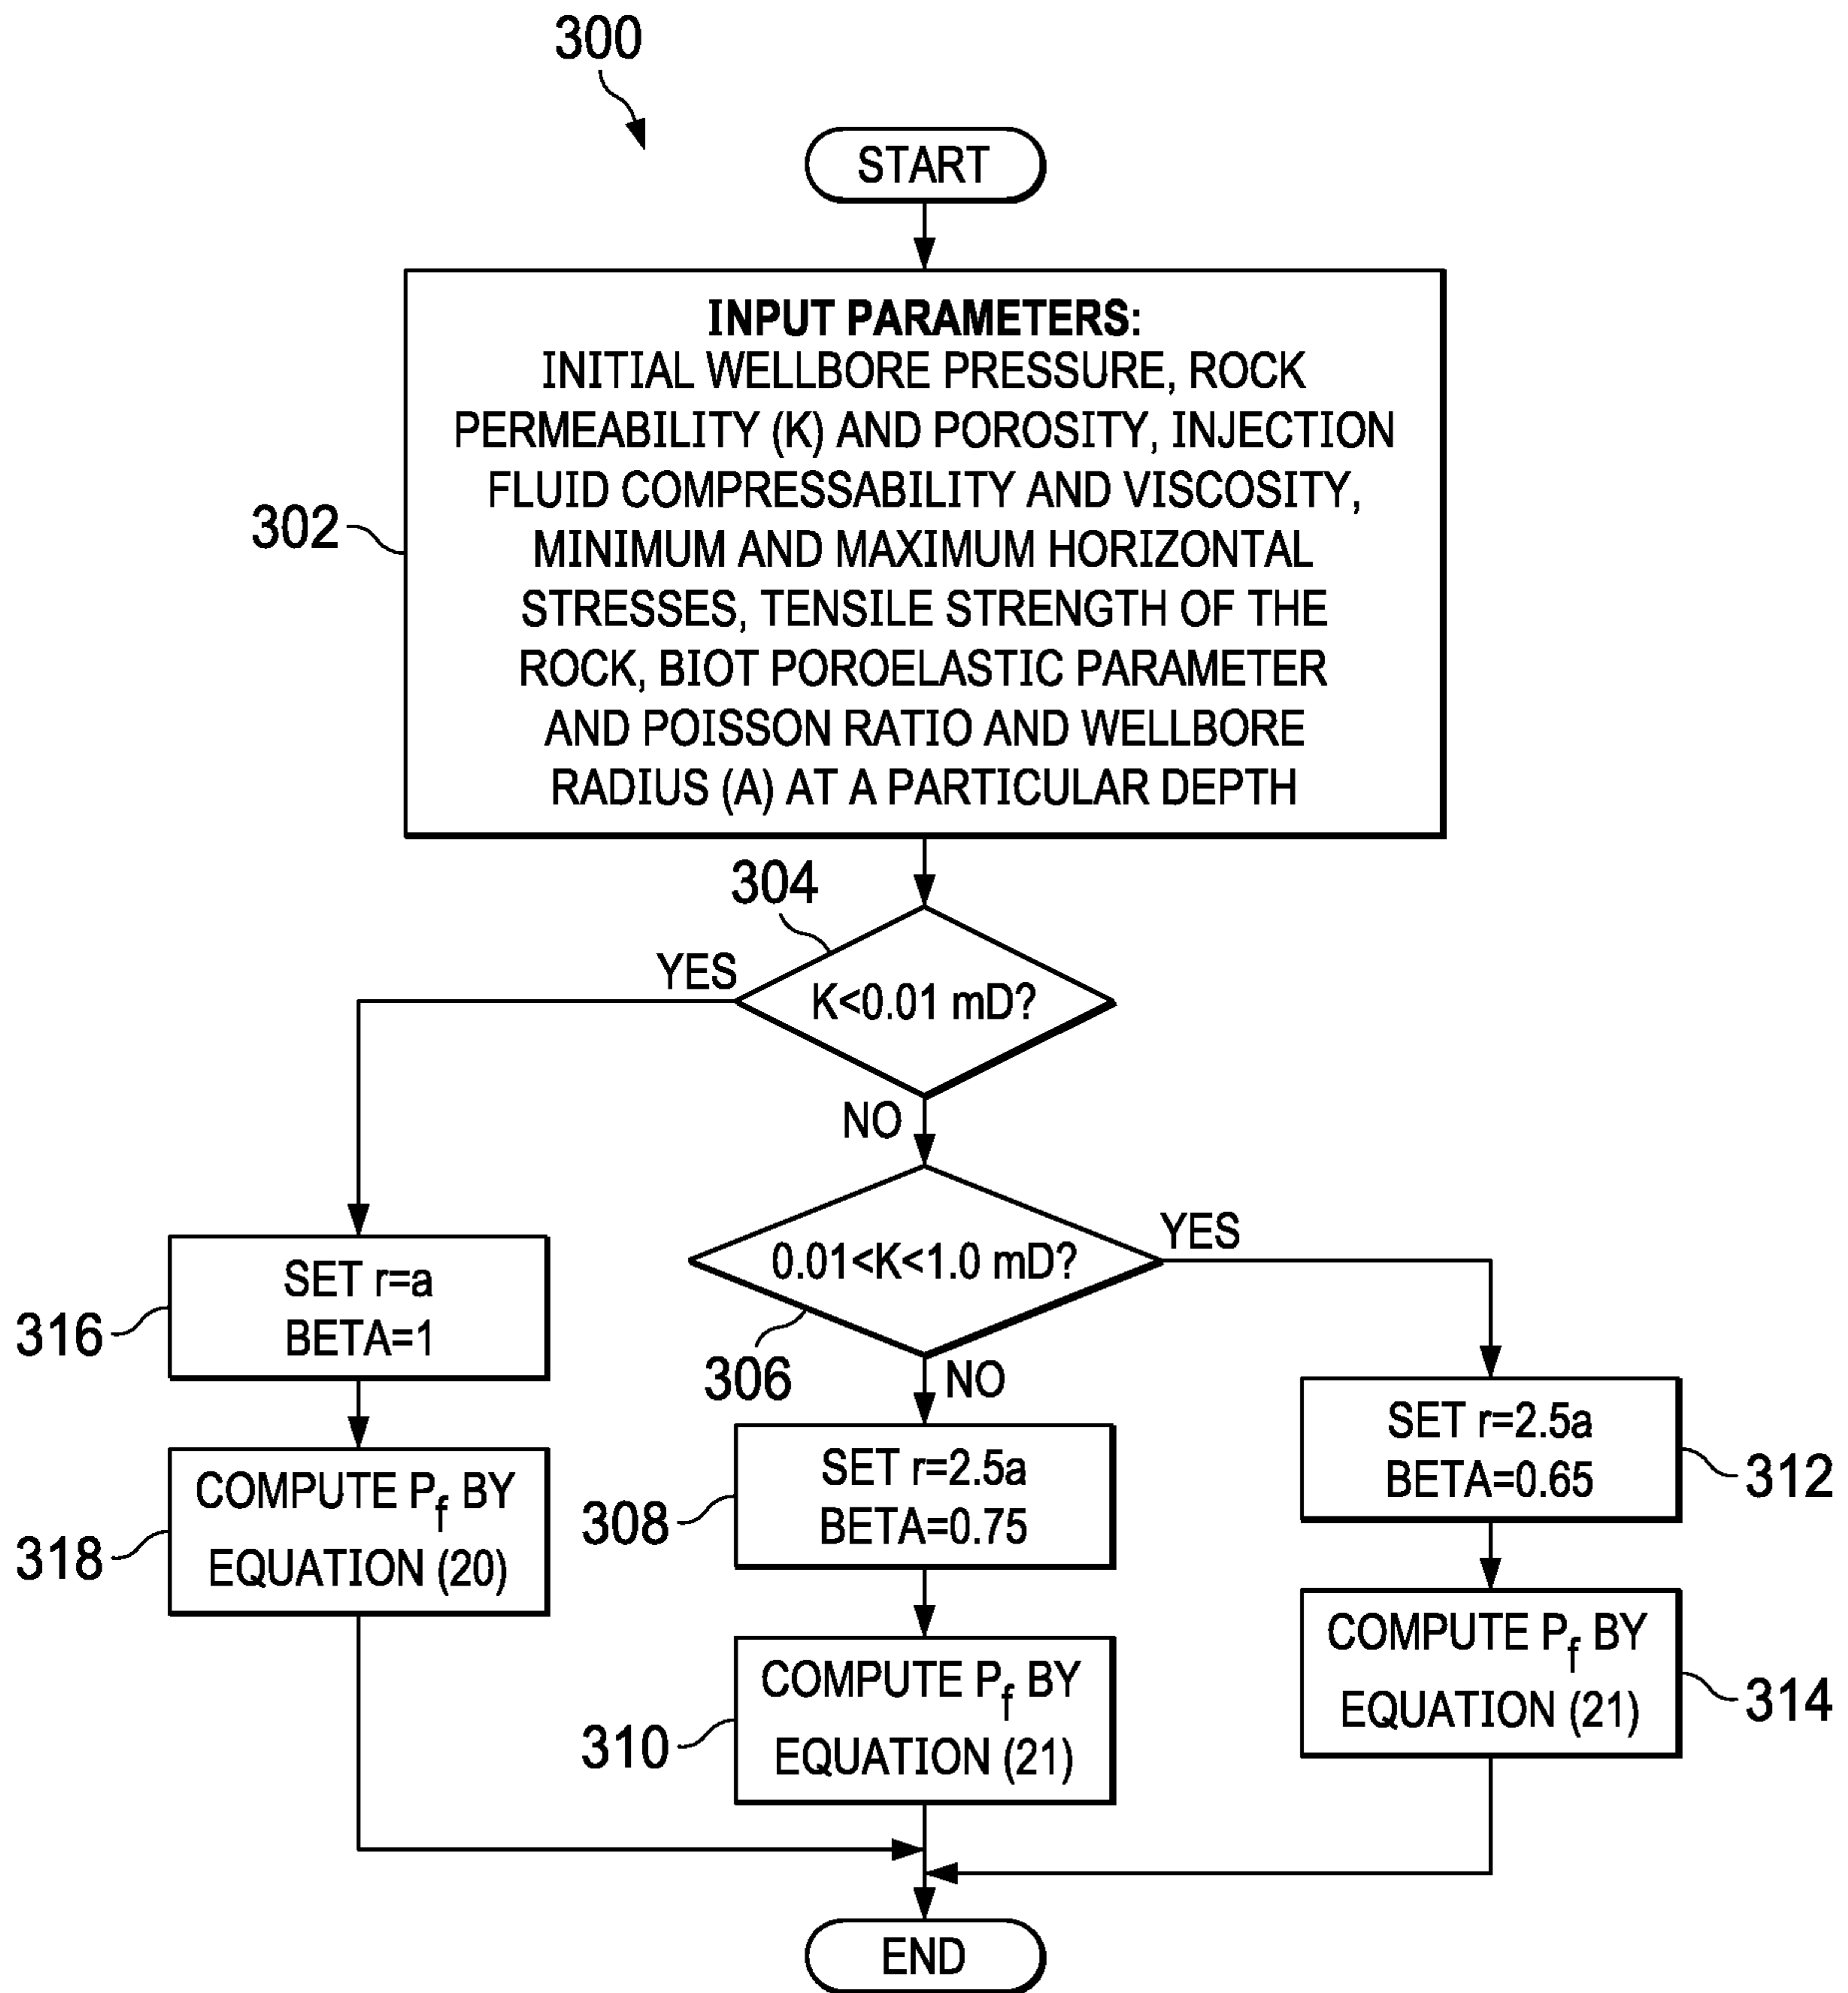 300
START
INPUT PARAMETERS:
INITIAL WELLBORE PRESSURE, ROCK
PERMEABILITY (K) AND POROSITY, INJECTION
FLUID COMPRESSABILITY AND VISCOSITY,
MINIMUM AND MAXIMUM HORIZONTAL
STRESSES, TENSILE STRENGTH OF THE
ROCK, BIOT POROELASTIC PARAMETER
AND POISSON RATIO AND WELLBORE
RADIUS (A) AT A PARTICULAR DEPTH
302
304
YES
K<0.01 mD?
NO
0.01<K<1.0 mD?
YES
306
NO
SET r=a
BETA=1
316
COMPUTE Pf BY
EQUATION (20)
318
SET r=2.5a
BETA=0.75
308
COMPUTE Pf BY
EQUATION (21)
310
SET r=2.5a
BETA=0.65
312
COMPUTE Pf BY
EQUATION (21)
314
END